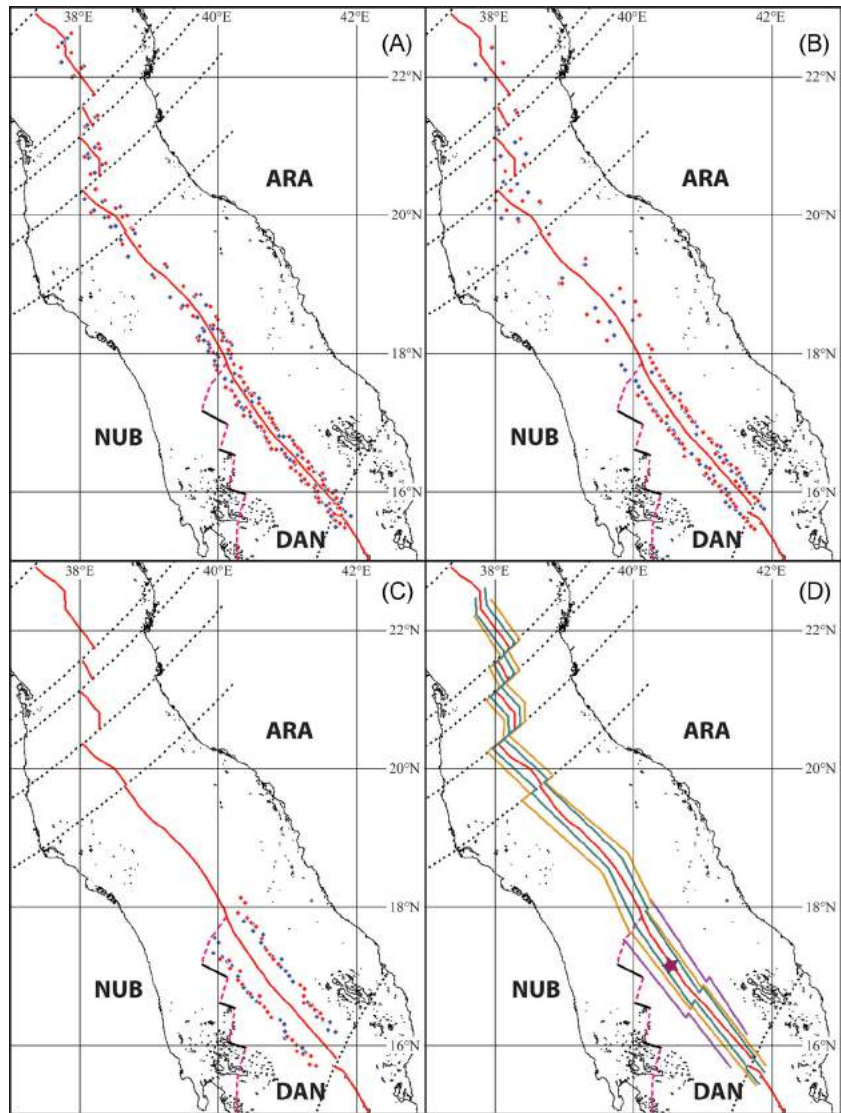 38°E 40°E 42°E 38°E 40°E 42°E
(A) (B)
22°N 22°N
ARA ARA
20°N 20°N
18°N 18°N
NUB NUB
16°N 16°N
DAN DAN
38°E 40°E 42°E 38°E 40°E 42°E
(C) (D)
22°N 22°N
ARA ARA
20°N 20°N
18°N 18°N
NUB NUB
16°N 16°N
DAN DAN